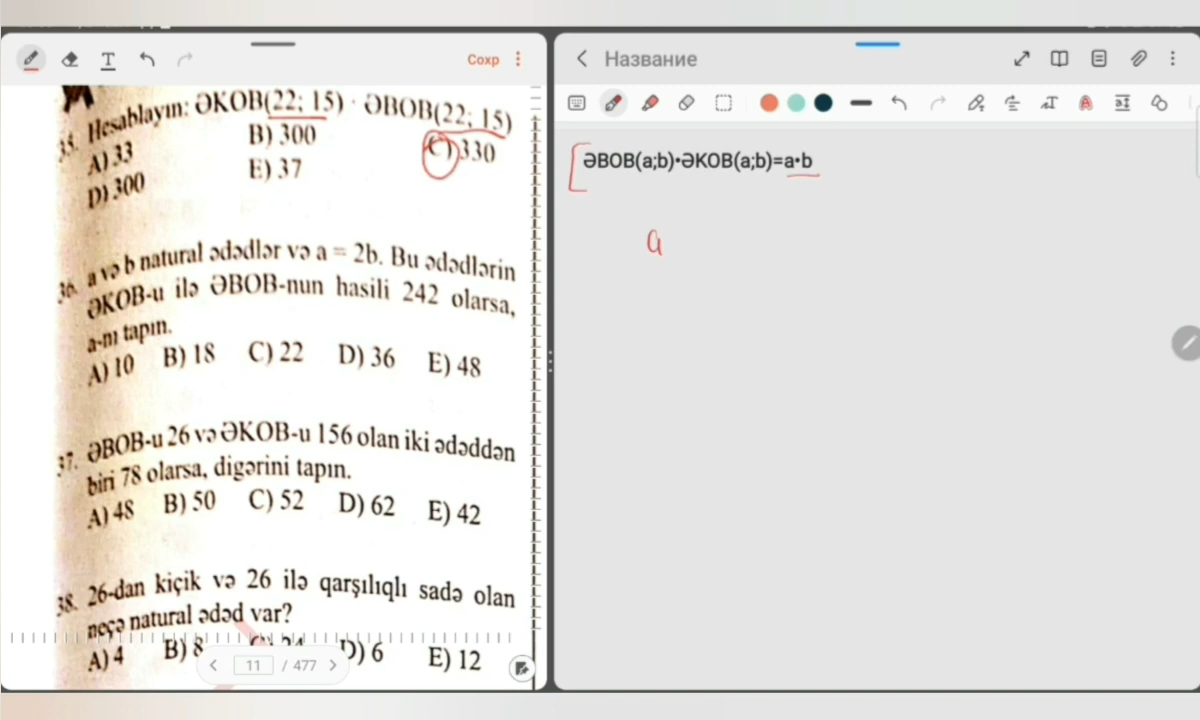 Сохр
35. Hesablayın: ƏKOB(22; 15) · ƏBOB(22; 15)
A) 33 B) 300 C) 330
D) 300 E) 37
36. a və b natural ədədlər və a = 2b. Bu ədədlərin
ƏKOB-u ilə ƏBOB-nun hasili 242 olarsa,
a-nı tapın.
A) 10 B) 18 C) 22 D) 36 E) 48
37. ƏBOB-u 26 və ƏKOB-u 156 olan iki ədəddən
biri 78 olarsa, digərini tapın.
A) 48 B) 50 C) 52 D) 62 E) 42
38. 26-dan kiçik və 26 ilə qarşılıqlı sadə olan
neçə natural ədəd var?
A) 4 B) 8 D) 6 E) 12
11 / 477
Название
ƏBOB(a;b)•ƏKOB(a;b)=a•b
a